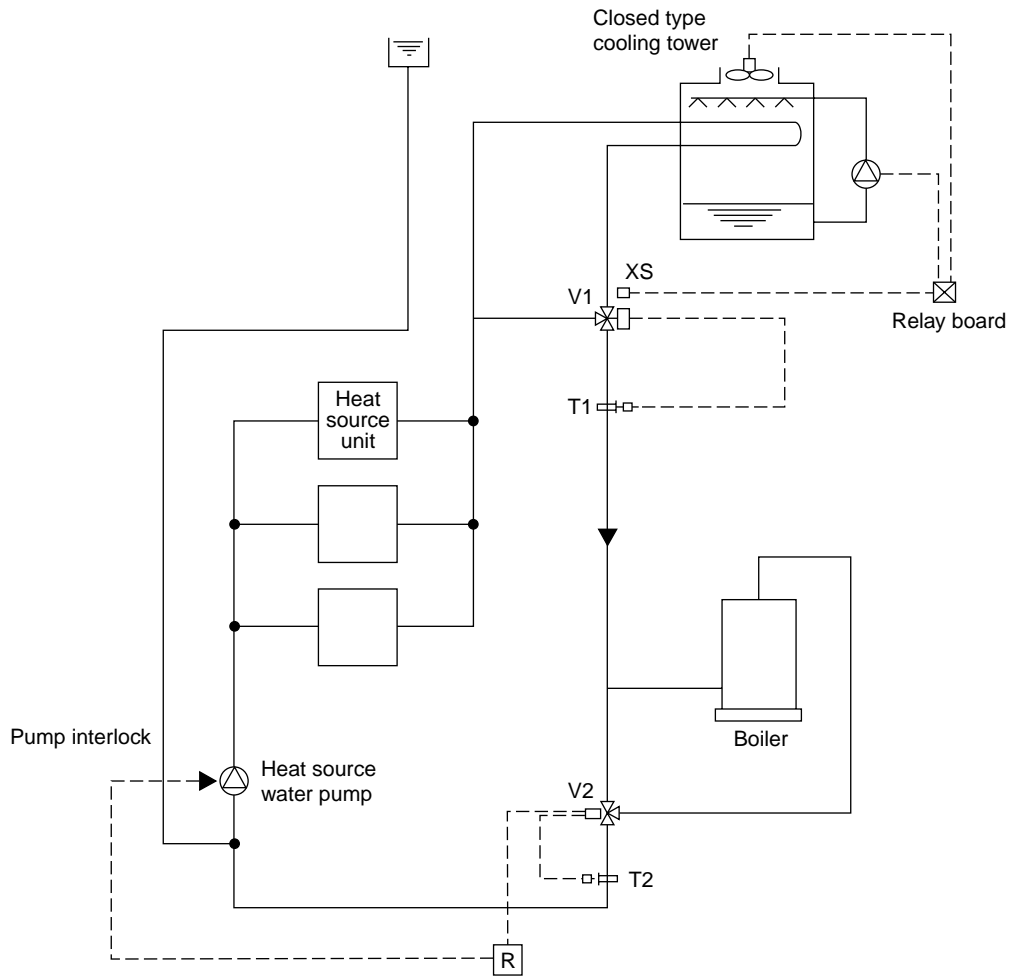 Closed type
cooling tower
XS
V1
Relay board
T1
Heat
source
unit
Boiler
Pump interlock
Heat source
water pump
V2
T2
R